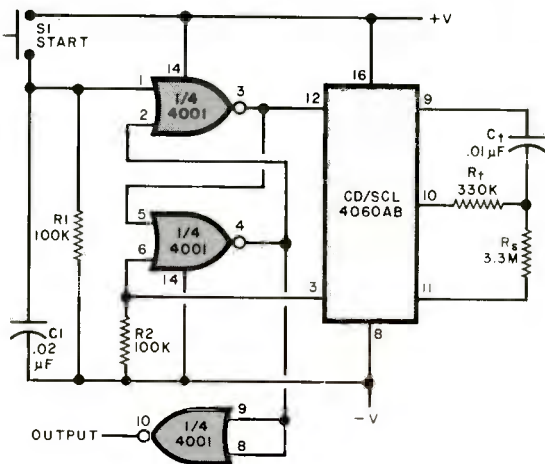 S1
START
+V
14
16
1
3
1/4
4001
2
12
9
C†
.01µF
R†
330K
10
CD/SCL
4060AB
5
1/4
4001
4
6
14
R1
100K
Rs
3.3M
3
11
8
C1
.02
µF
R2
100K
-V
OUTPUT
10
1/4
4001
9
8